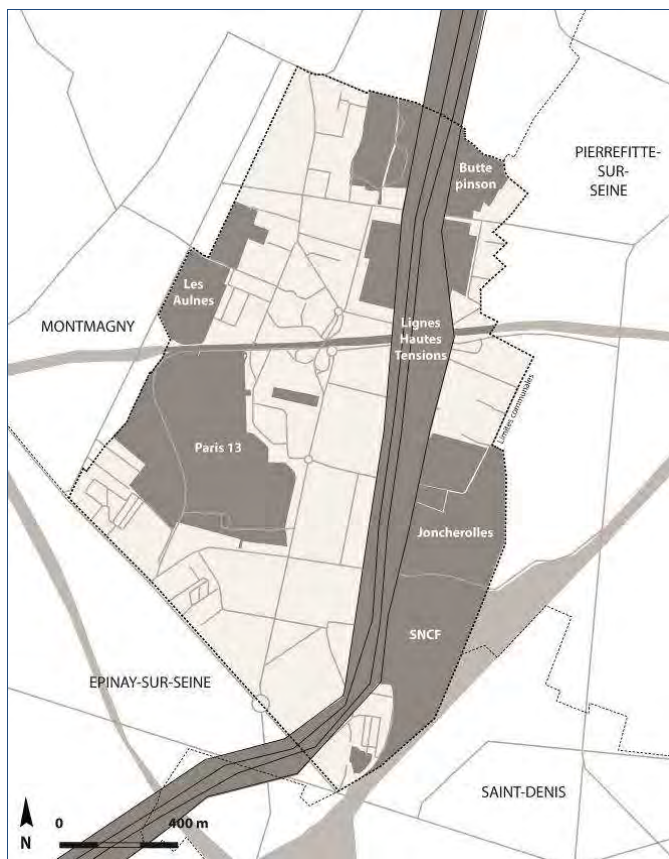 Butte
pinson
PIERREFITTE-
SUR-
SEINE
Les
Aulnes
MONTMAGNY
Lignes
Hautes
Tensions
Limites communales
Paris 13
Joncherolles
SNCF
EPINAY-SUR-SEINE
SAINT-DENIS
N
0 400 m